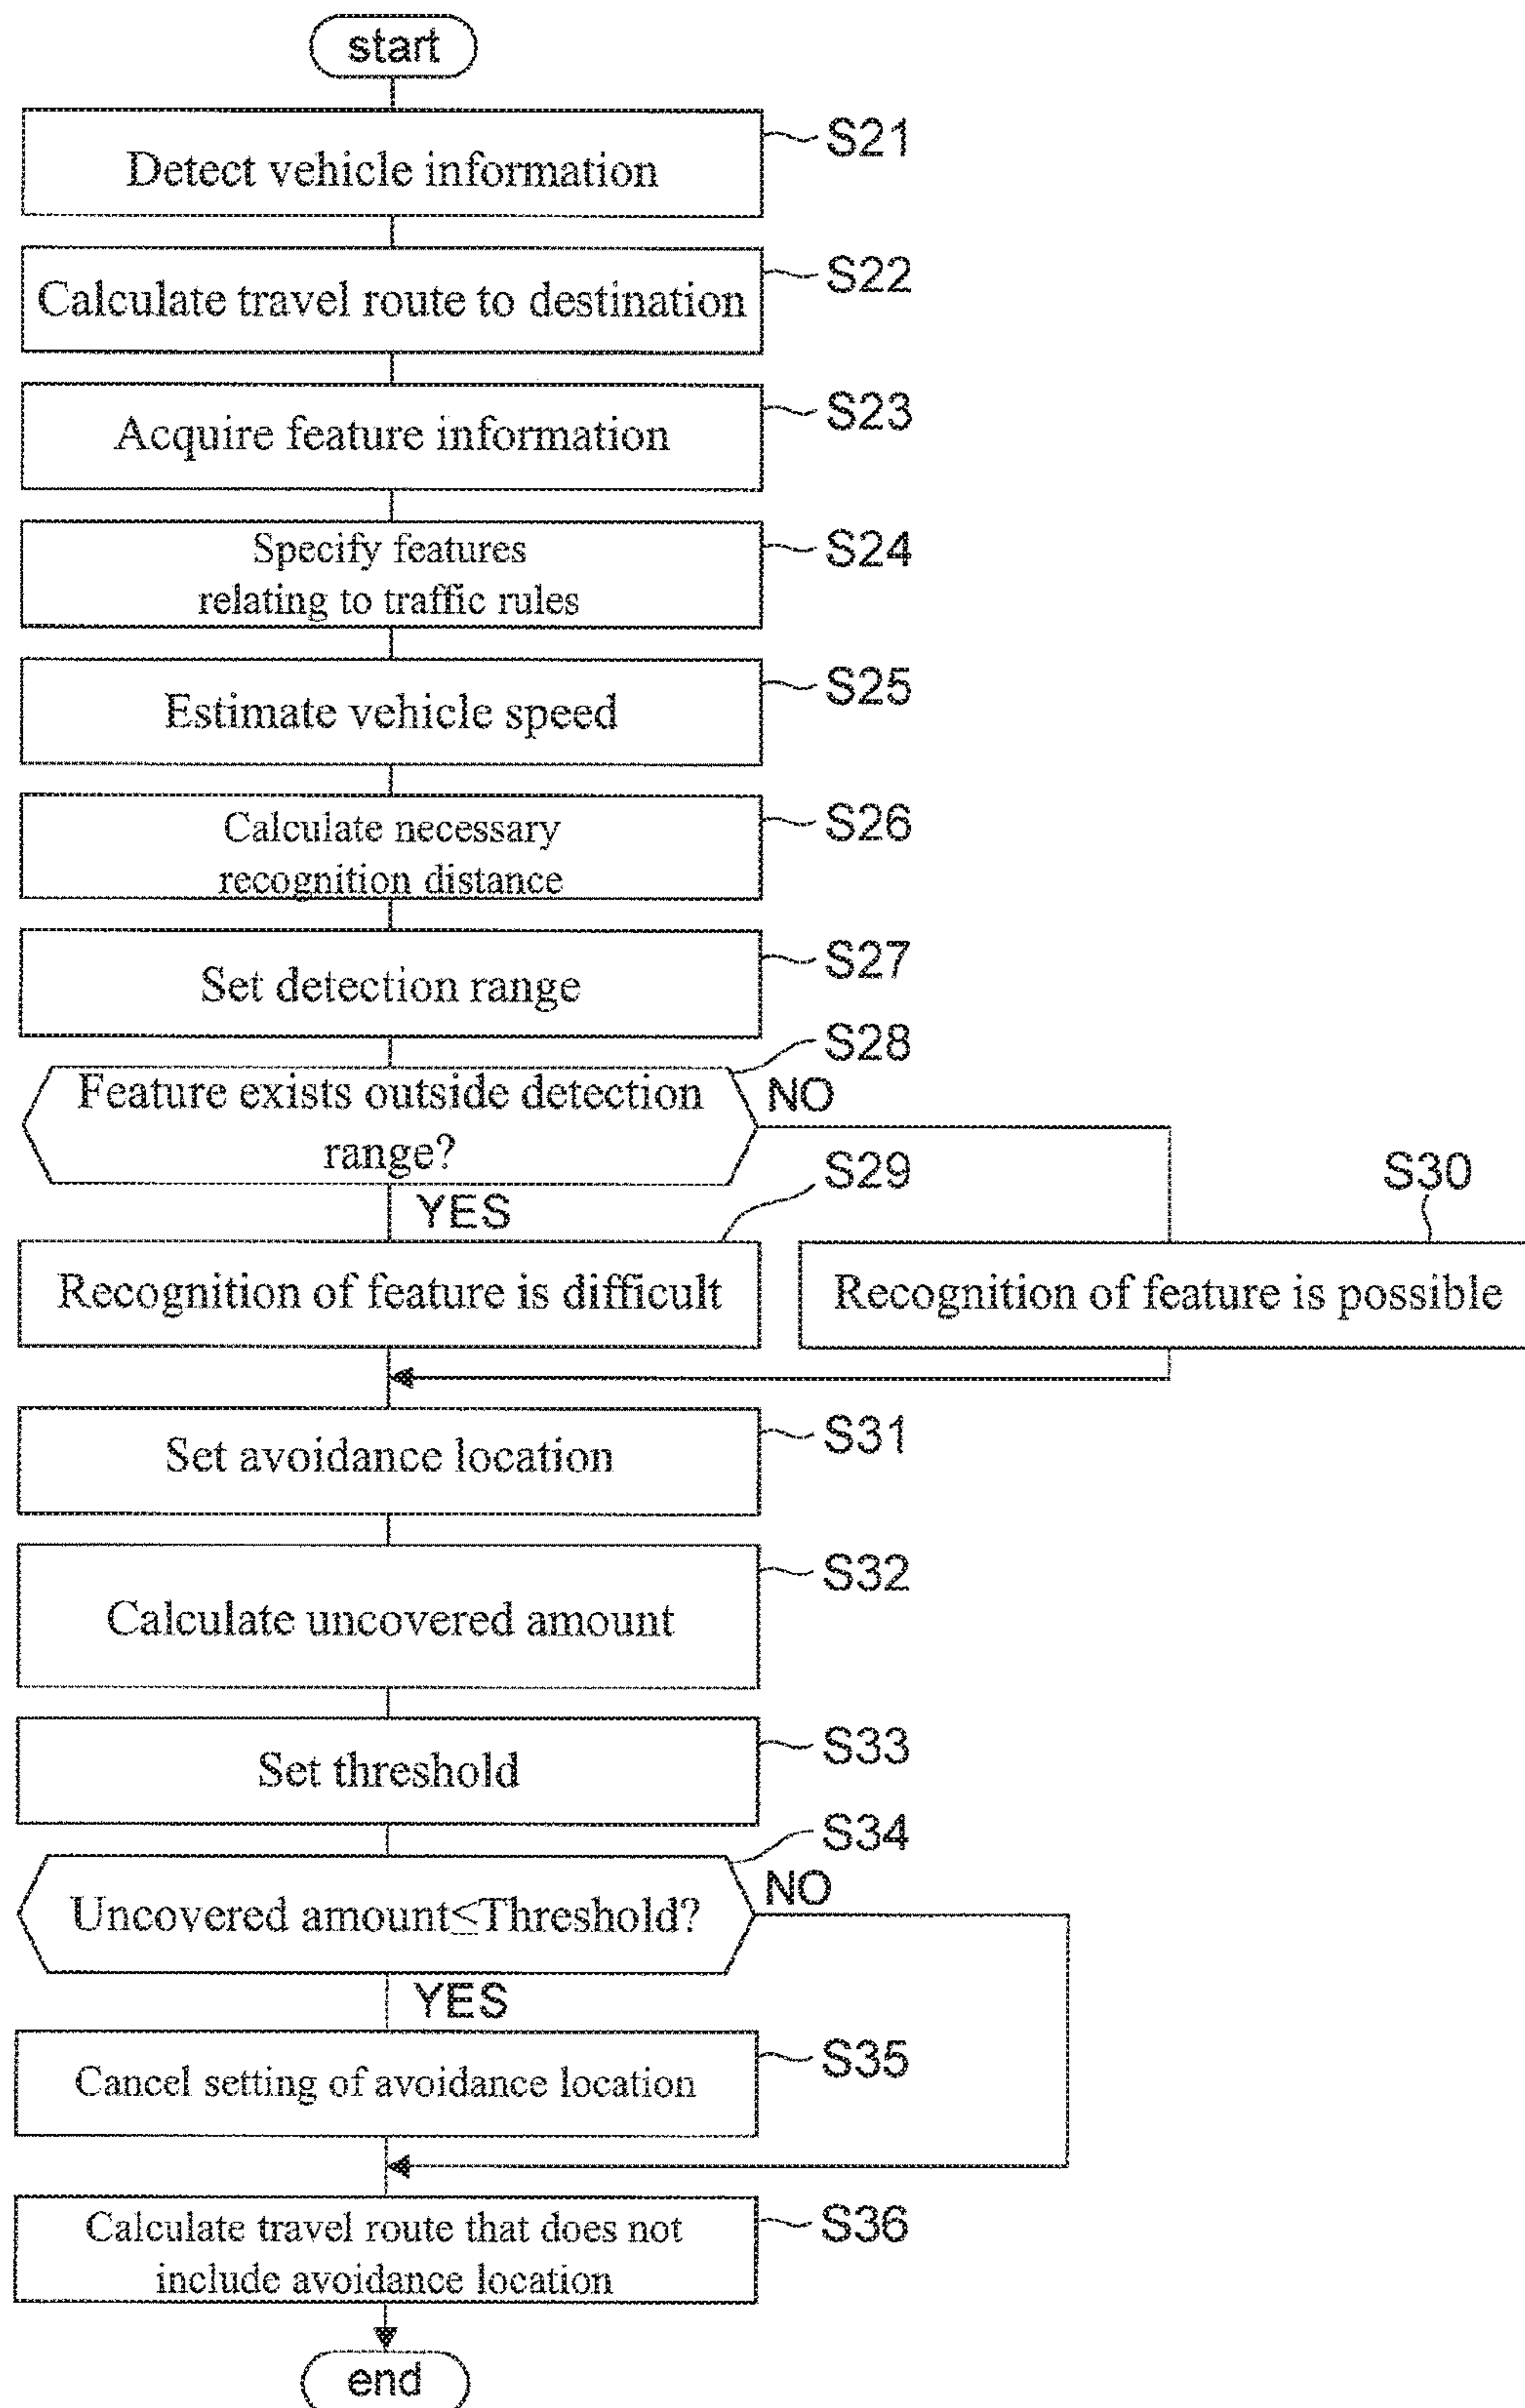 start
Detect vehicle information
S21
Calculate travel route to destination
S22
Acquire feature information
S23
Specify features
relating to traffic rules
S24
Estimate vehicle speed
S25
Calculate necessary
recognition distance
S26
Set detection range
S27
S28
Feature exists outside detection
range?
NO
YES
S29
S30
Recognition of feature is difficult
Recognition of feature is possible
Set avoidance location
S31
Calculate uncovered amount
S32
Set threshold
S33
S34
Uncovered amount≤Threshold?
NO
YES
Cancel setting of avoidance location
S35
Calculate travel route that does not
include avoidance location
S36
end